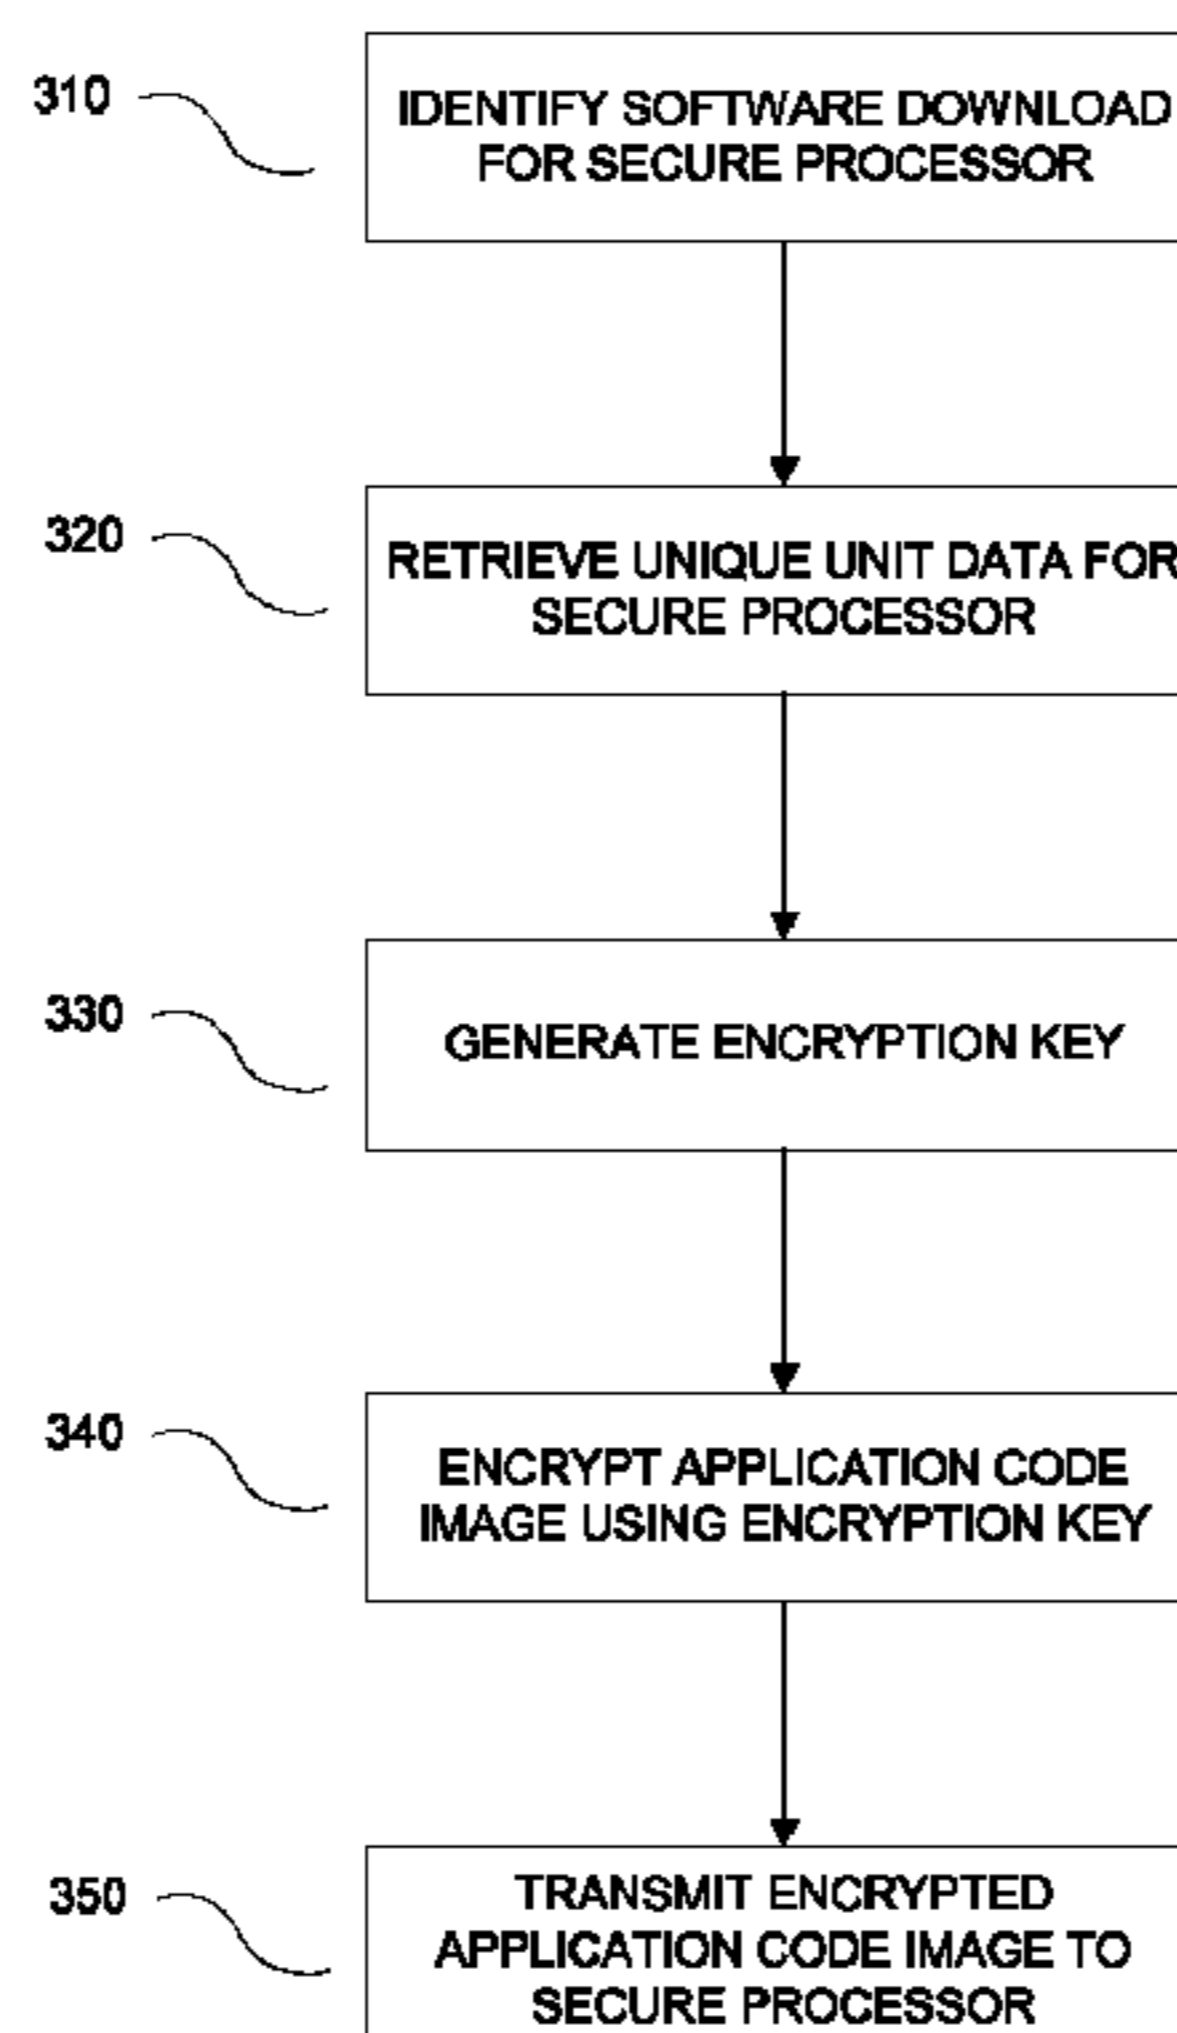 310
IDENTIFY SOFTWARE DOWNLOAD
FOR SECURE PROCESSOR
320
RETRIEVE UNIQUE UNIT DATA FOR
SECURE PROCESSOR
330
GENERATE ENCRYPTION KEY
340
ENCRYPT APPLICATION CODE
IMAGE USING ENCRYPTION KEY
350
TRANSMIT ENCRYPTED
APPLICATION CODE IMAGE TO
SECURE PROCESSOR